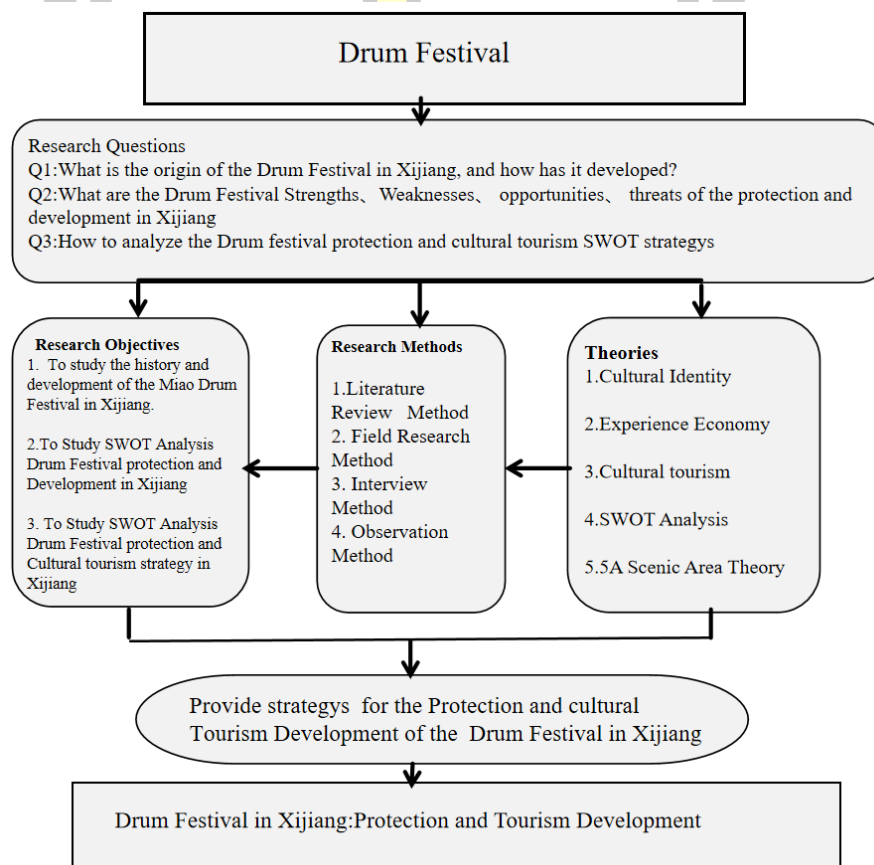 Drum Festival
Research Questions
Q1:What is the origin of the Drum Festival in Xijiang, and how has it developed?
Q2:What are the Drum Festival Strengths、Weaknesses、 opportunities、 threats of the protection and
development in Xijiang
Q3:How to analyze the Drum festival protection and cultural tourism SWOT strategys
Research Objectives
1. To study the history and
development of the Miao Drum
Festival in Xijiang.
2.To Study SWOT Analysis
Drum Festival protection and
Development in Xijiang
3. To Study SWOT Analysis
Drum Festival protection and
Cultural tourism strategy in
Xijiang
Research Methods
1.Literature
Review Method
2. Field Research
Method
3. Interview
Method
4. Observation
Method
Theories
1.Cultural Identity
2.Experience Economy
3.Cultural tourism
4.SWOT Analysis
5.5A Scenic Area Theory
Provide strategys for the Protection and cultural
Tourism Development of the Drum Festival in Xijiang
Drum Festival in Xijiang:Protection and Tourism Development